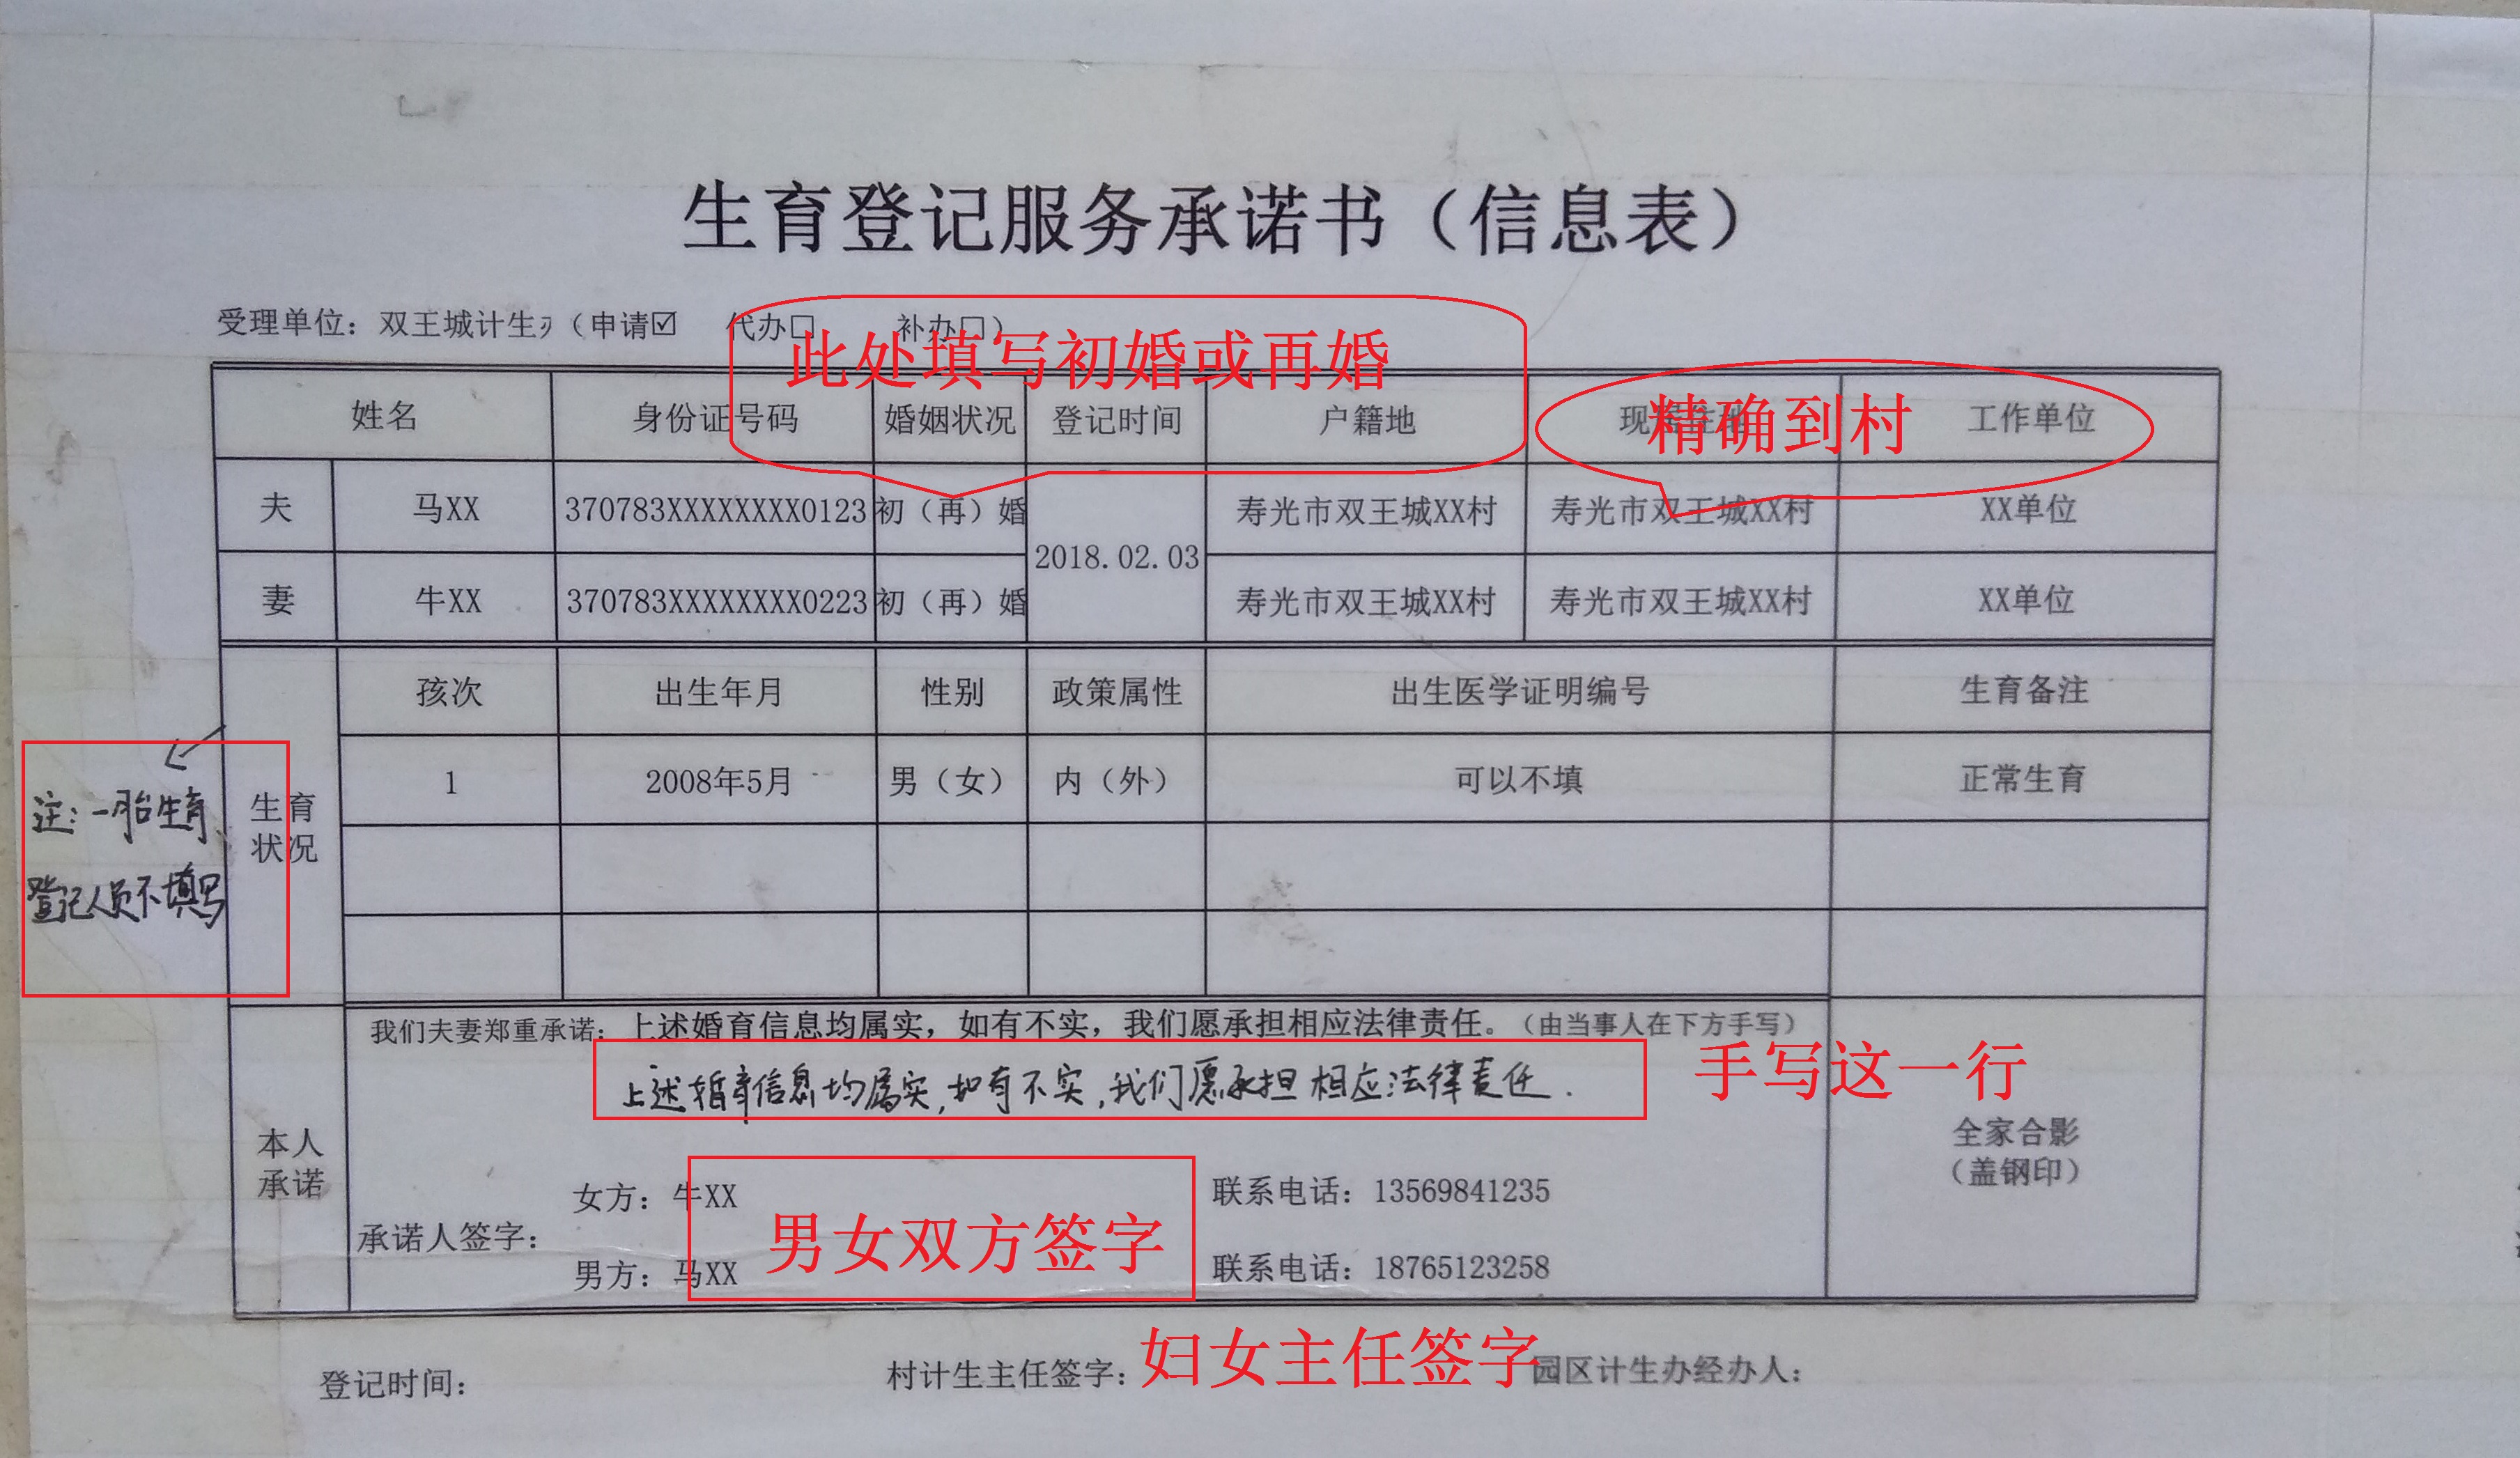 生育登记服务承诺书（信息表）
受理单位：双王城计生办（申请☑ 代办□ 补办□）
此处填写初婚或再婚
姓名 身份证号码 婚姻状况 登记时间 户籍地 现居住地 工作单位
精确到村
夫 马XX 370783XXXXXXXX0123 初（再）婚 2018.02.03 寿光市双王城XX村 寿光市双王城XX村 XX单位
妻 牛XX 370783XXXXXXXX0223 初（再）婚 寿光市双王城XX村 寿光市双王城XX村 XX单位
生育状况
孩次 出生年月 性别 政策属性 出生医学证明编号 生育备注
1 2008年5月 男（女） 内（外） 可以不填 正常生育
注：一胎生育
登记人员不填写
本人承诺
我们夫妻郑重承诺：上述婚育信息均属实，如有不实，我们愿承担相应法律责任。（由当事人在下方手写）
上述婚育信息均属实，如有不实，我们愿承担相应法律责任.
手写这一行
全家合影
（盖钢印）
承诺人签字：
女方：牛XX 联系电话：13569841235
男女双方签字
男方：马XX 联系电话：18765123258
登记时间： 村计生主任签字： 妇女主任签字 园区计生办经办人：